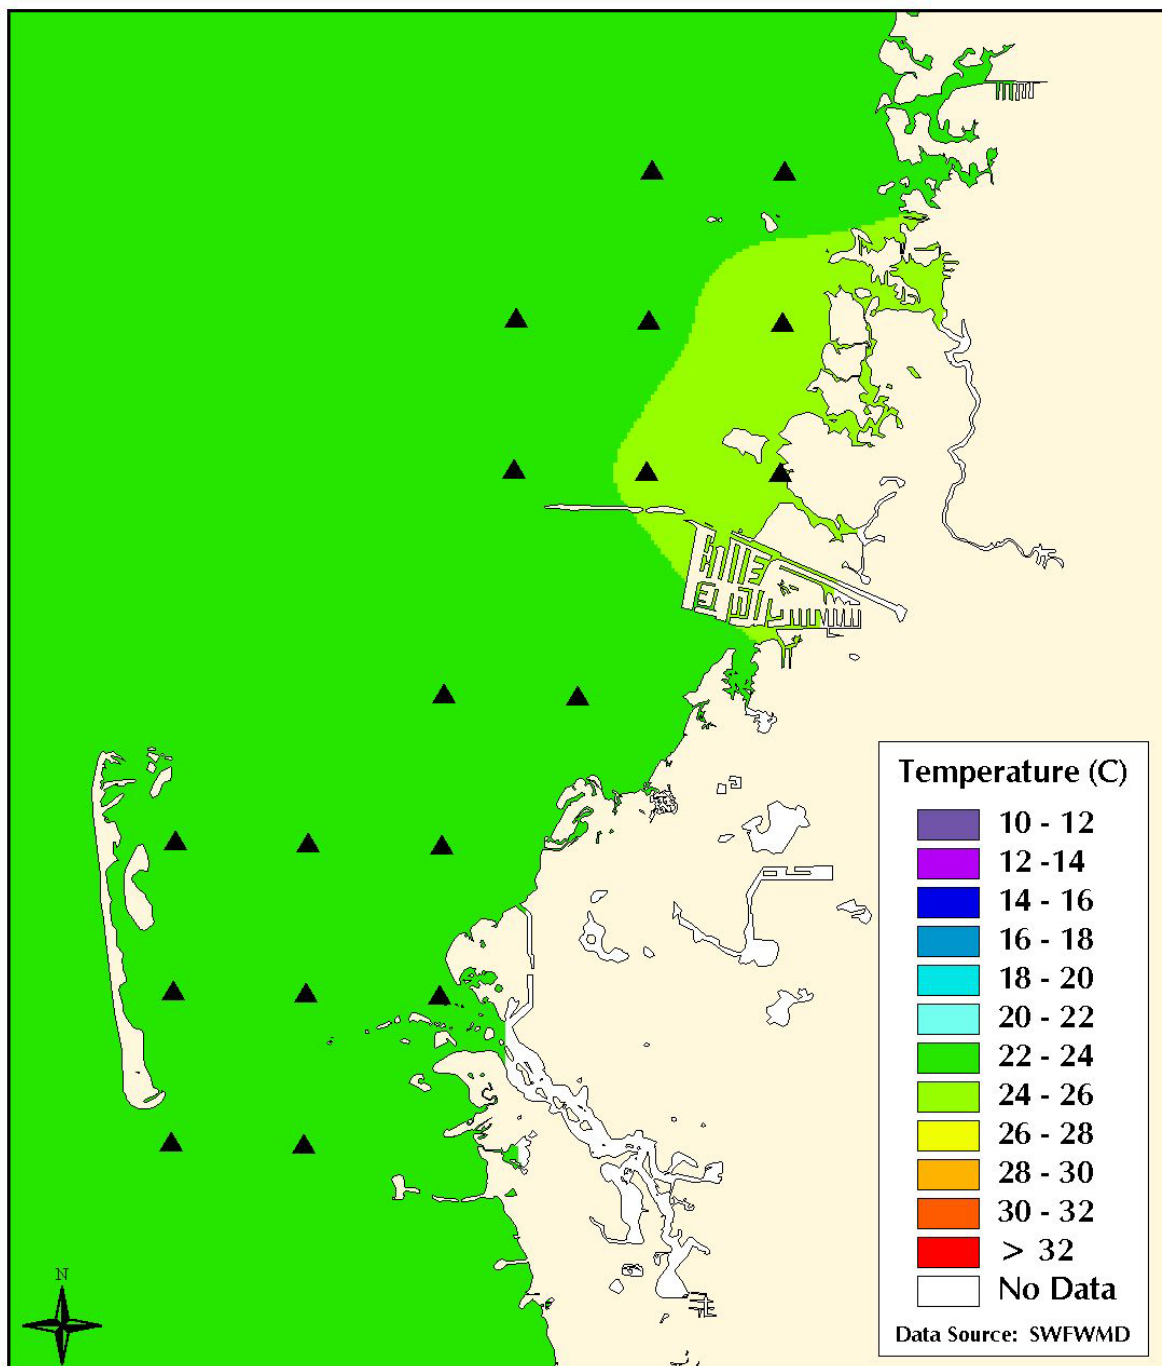 Temperature (C)
10 - 12
12 -14
14 - 16
16 - 18
18 - 20
20 - 22
22 - 24
24 - 26
26 - 28
28 - 30
30 - 32
> 32
No Data
Data Source: SWFWMD
N